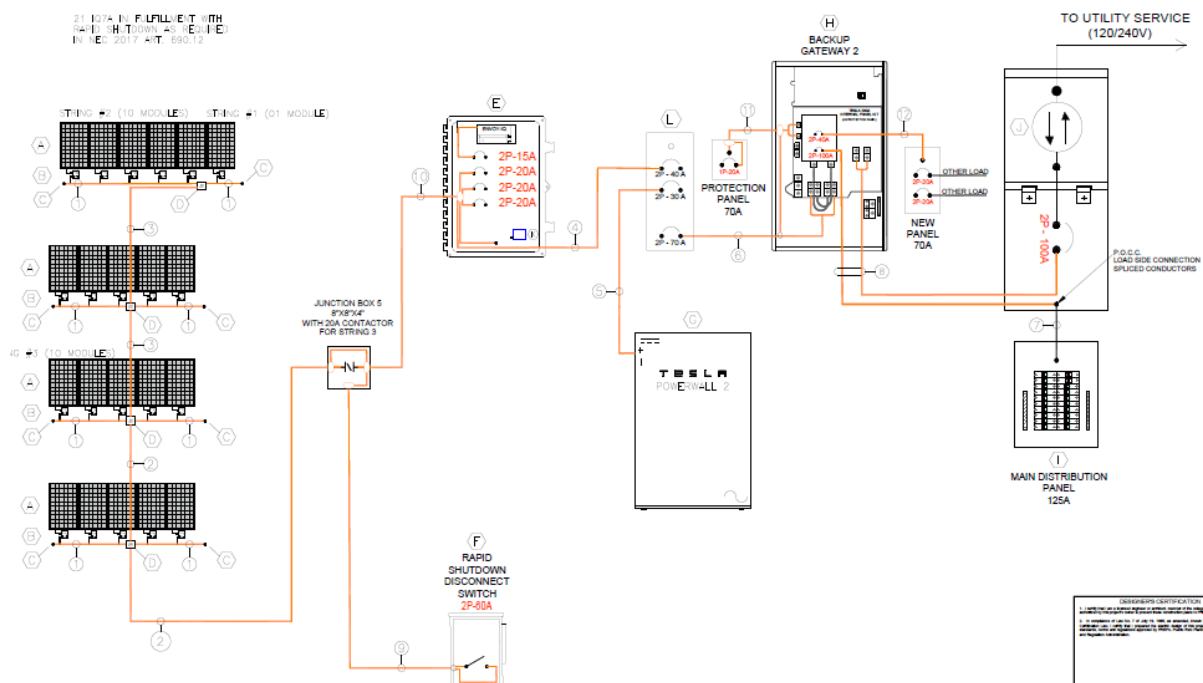 21 IQ7A IN FULFILLMENT WITH
RAPID SHUTDOWN AS REQUIRED
IN NEC 2017 ART. 690.12
STRING #2 (10 MODULES) STRING #1 (01 MODULE)
A
B
C
1
D
1
C
3
A
B
C
1
D
1
C
3
#3 (10 MODULES)
A
B
C
1
D
1
C
2
A
B
C
1
D
1
C
2
JUNCTION BOX 5
8"X8"X4"
WITH 20A CONTACTOR
FOR STRING 3
10
9
F
RAPID
SHUTDOWN
DISCONNECT
SWITCH
2P-60A
E
2P-15A
2P-20A
2P-20A
2P-20A
4
5
L
2P - 40A
2P - 30A
2P - 70A
6
11
1P-20A
PROTECTION
PANEL
70A
G
TESLA
POWERWALL 2
H
BACKUP
GATEWAY 2
2P-40A
2P-100A
12
8
2P-20A
OTHER LOAD
2P-20A
OTHER LOAD
NEW
PANEL
70A
TO UTILITY SERVICE
(120/240V)
J
2P - 100A
P.O.C.C.
LOAD SIDE CONNECTION
SPLICED CONDUCTORS
7
I
MAIN DISTRIBUTION
PANEL
125A
DESIGNER'S CERTIFICATION